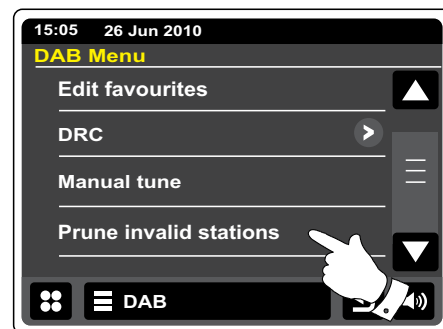 15:05 26 Jun 2010
DAB Menu
Edit favourites
DRC
Manual tune
Prune invalid stations
DAB